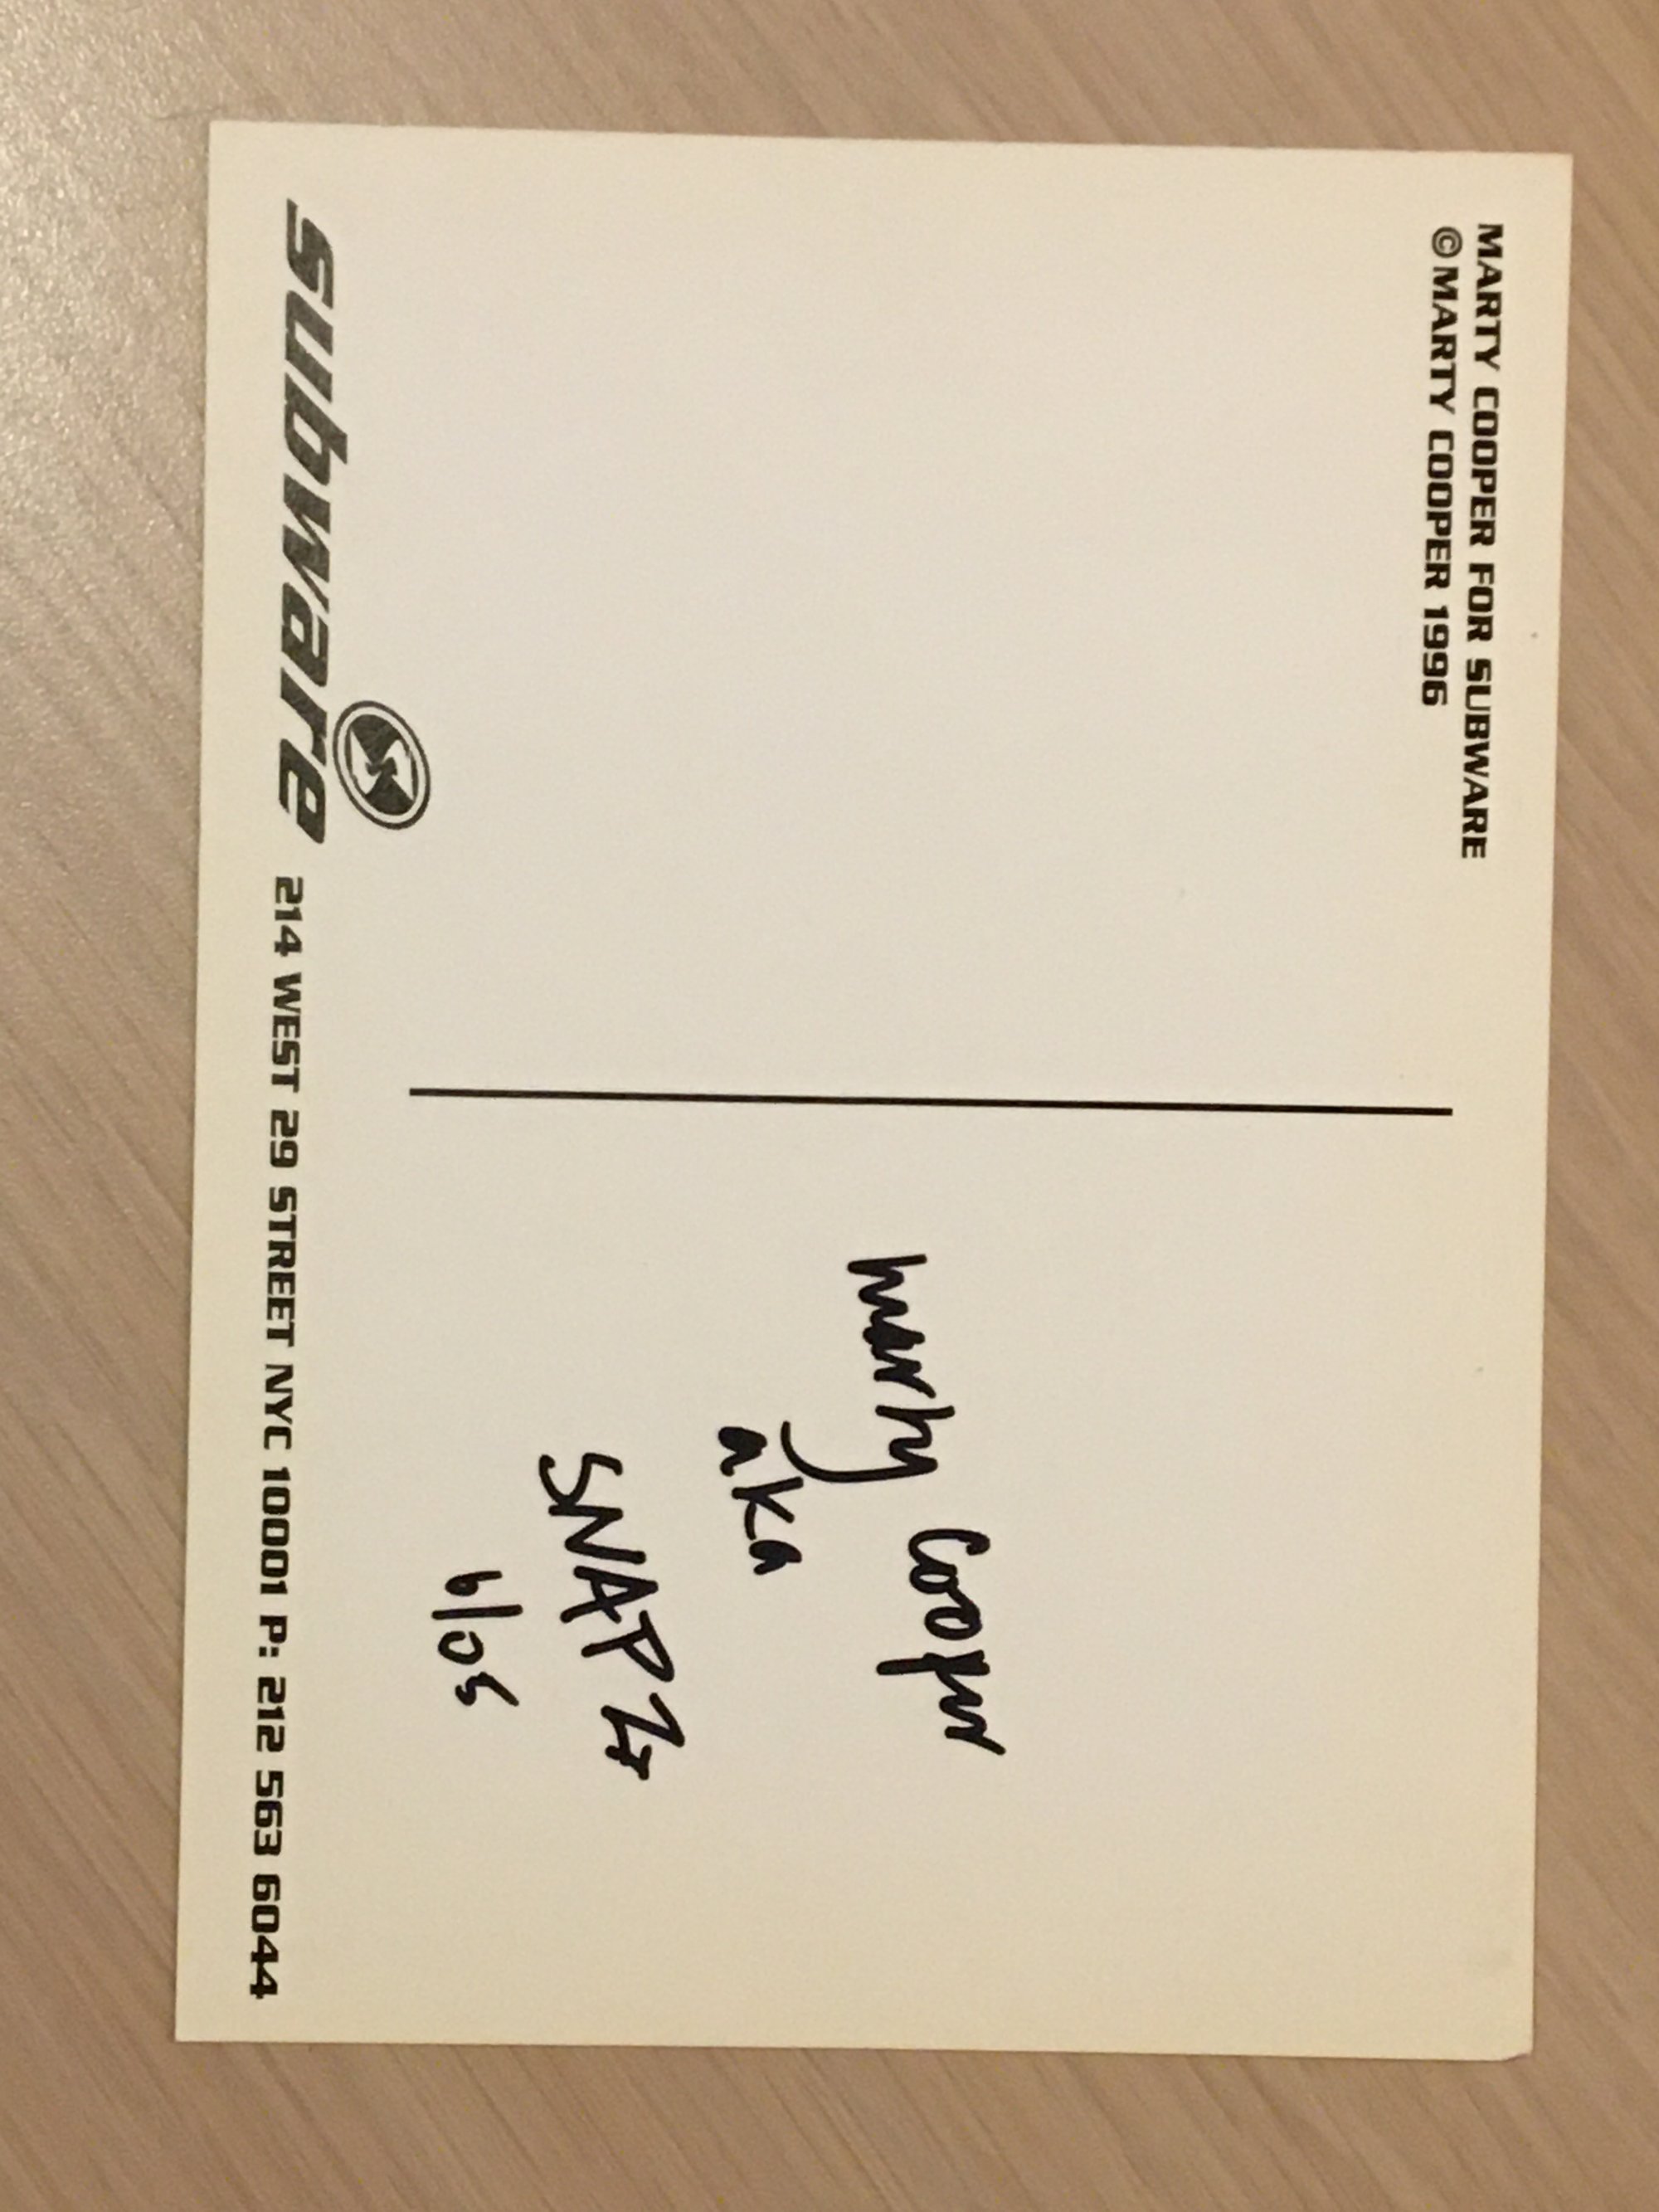 MARTY COOPER FOR SUBWARE
©MARTY COOPER 1996
Marty Cooper
aka
SNAPZ
6/05
subware 214 WEST 29 STREET NYC 10001 P: 212 563 6044